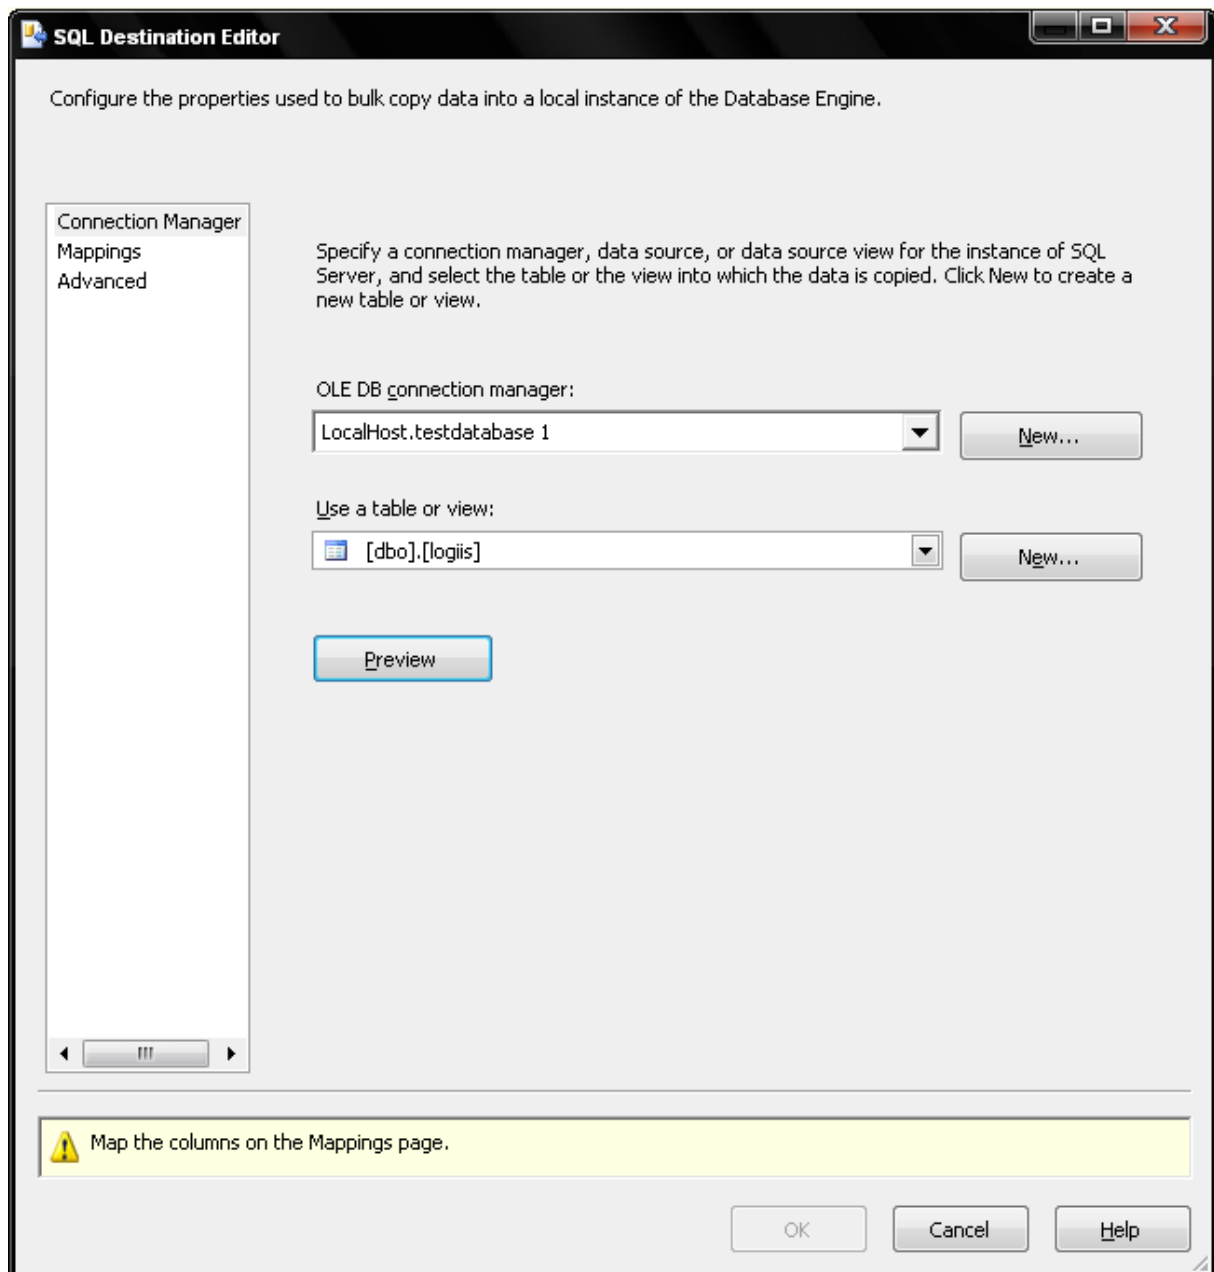 SQL Destination Editor
Configure the properties used to bulk copy data into a local instance of the Database Engine.
Connection Manager
Mappings
Advanced
Specify a connection manager, data source, or data source view for the instance of SQL
Server, and select the table or the view into which the data is copied. Click New to create a
new table or view.
OLE DB connection manager:
LocalHost.testdatabase 1
New...
Use a table or view:
[dbo].[logiis]
New...
Preview
Map the columns on the Mappings page.
OK
Cancel
Help